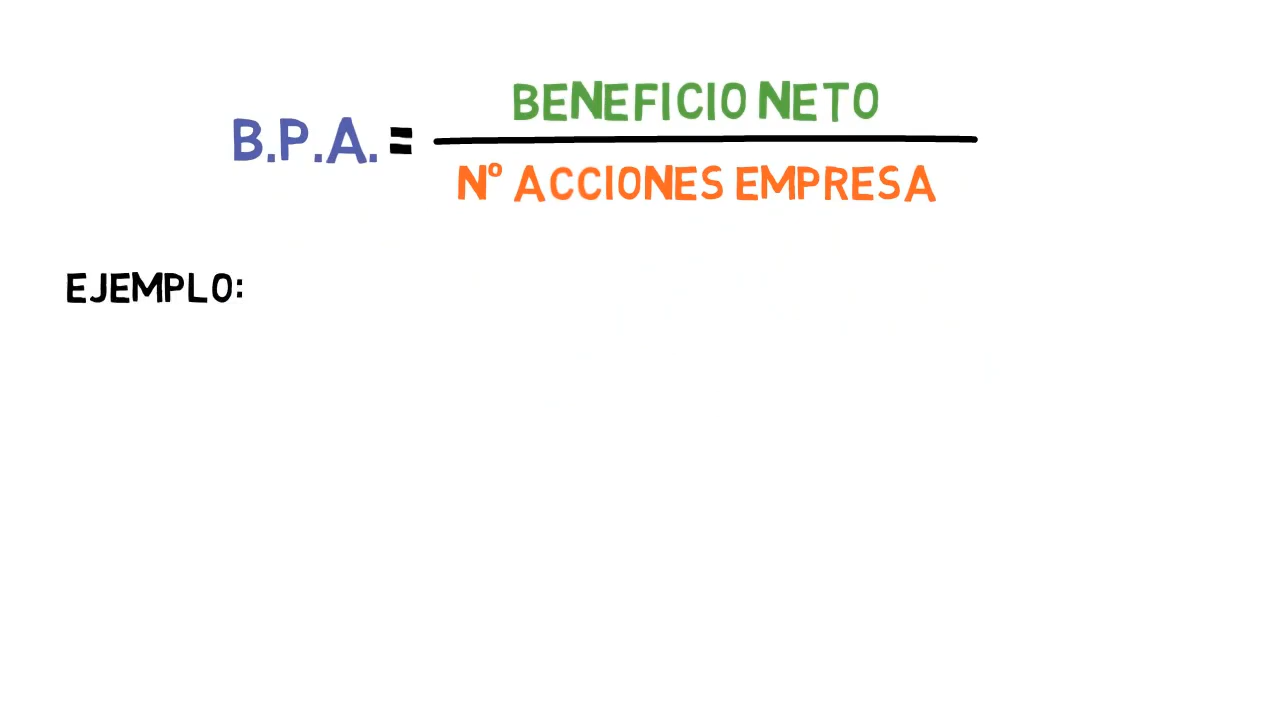 BENEFICIO NETO
B.P.A. =
Nº ACCIONES EMPRESA
EJEMPLO: